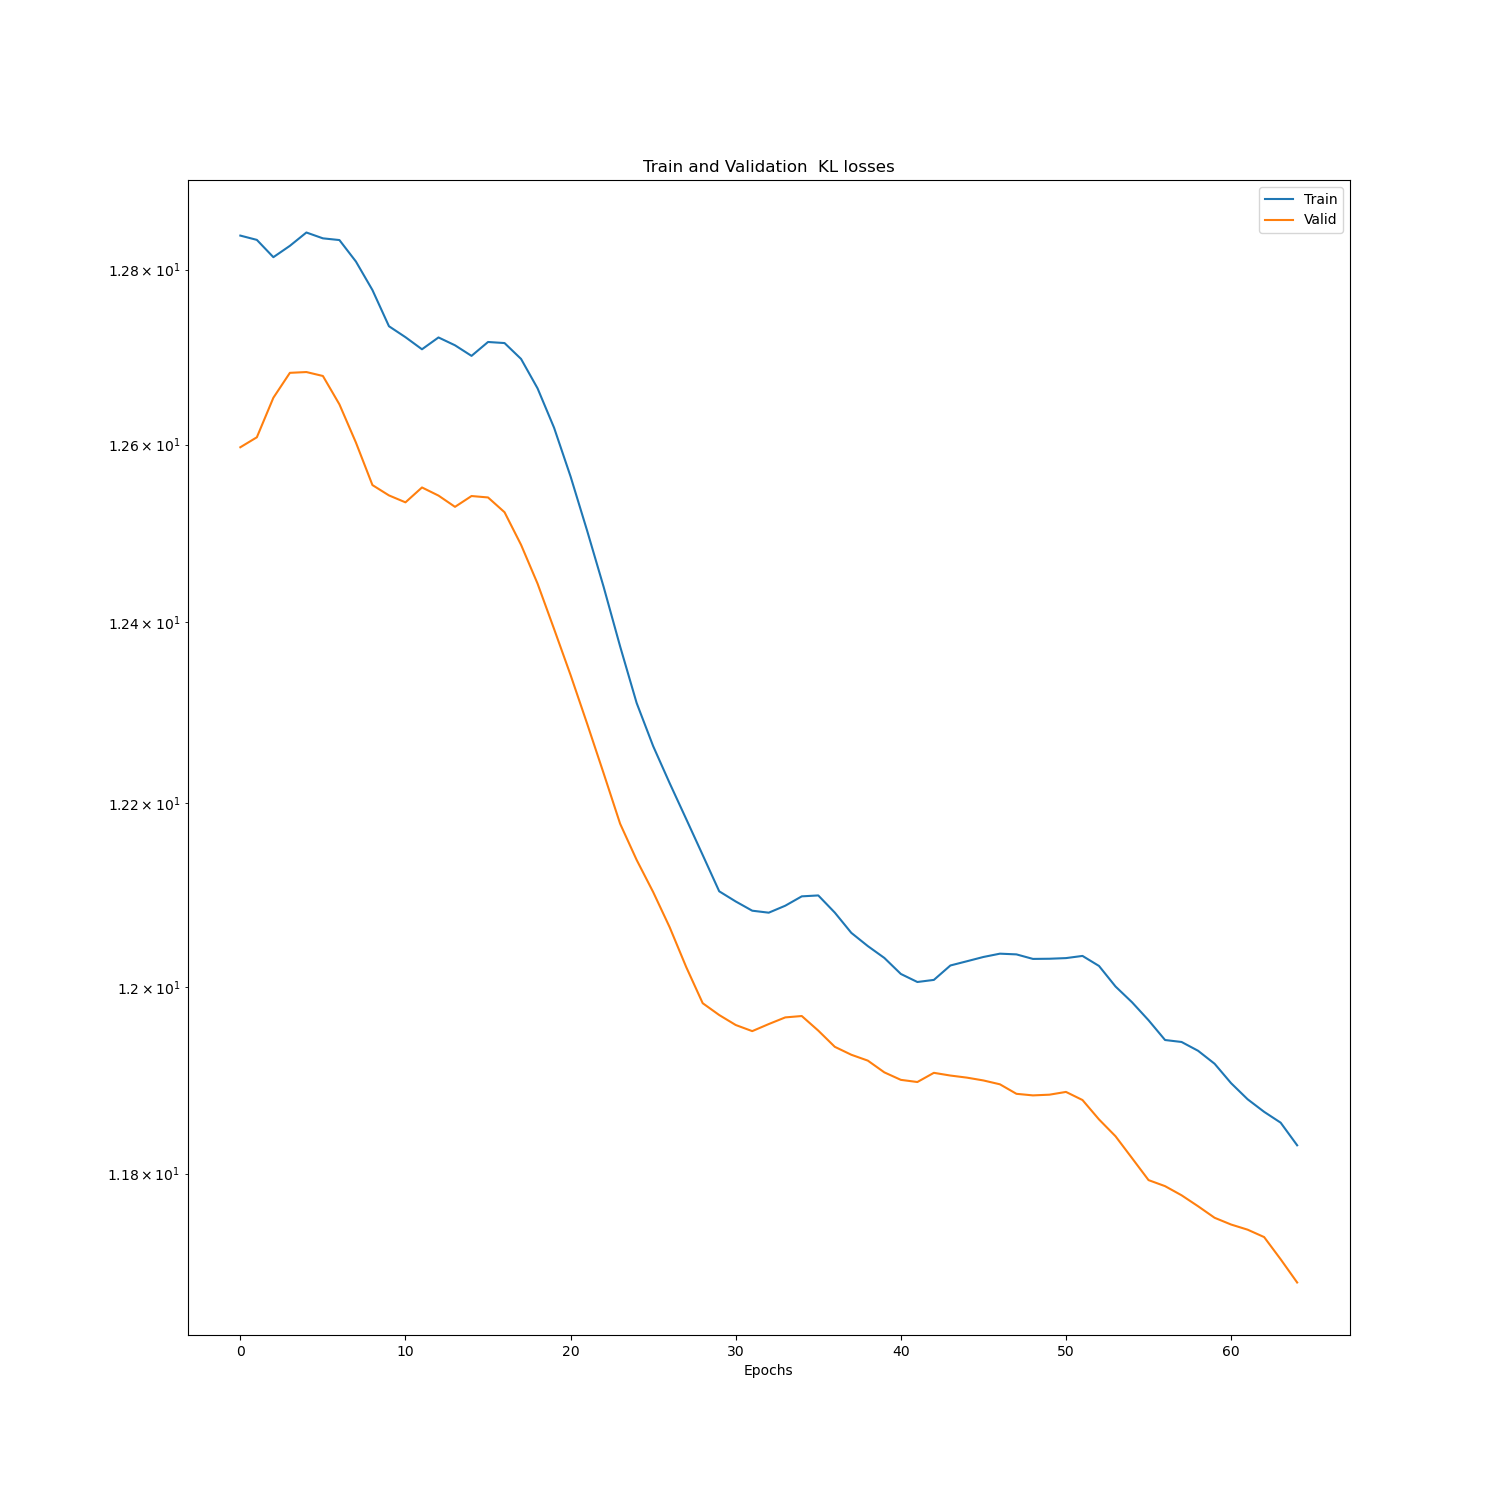 Train and Validation  KL losses
Train
Valid
1.28 × 10¹
1.26 × 10¹
1.24 × 10¹
1.22 × 10¹
1.2 × 10¹
1.18 × 10¹
0 10 20 30 40 50 60
Epochs